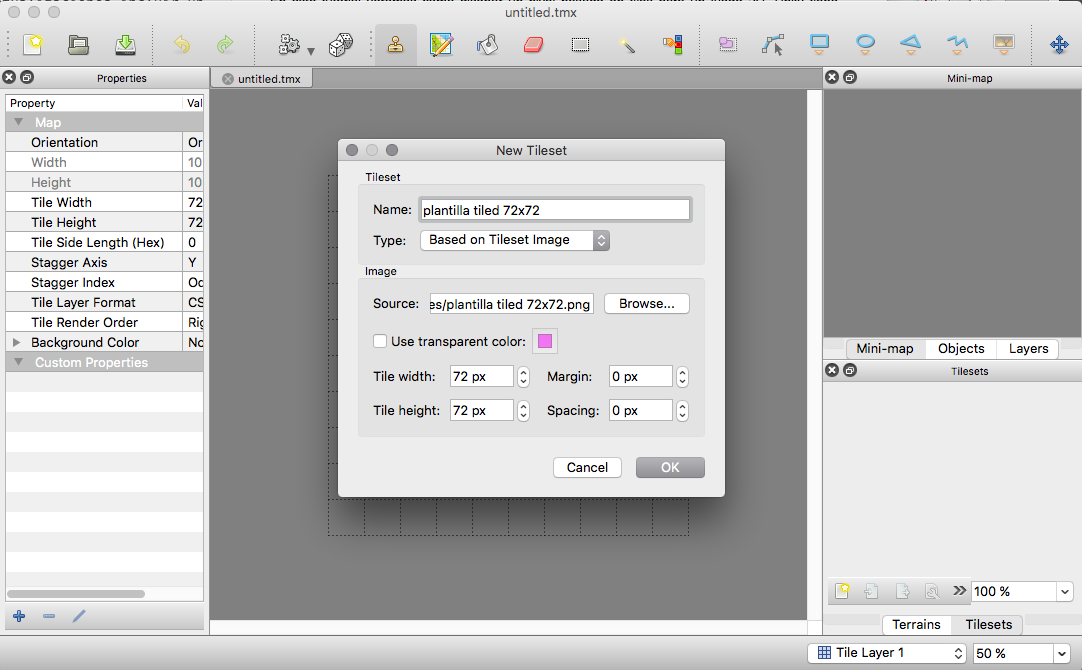 untitled.tmx
Properties
untitled.tmx
Mini-map
Property Val
Map
Orientation Or
Width 10
Height 10
Tile Width 72
Tile Height 72
Tile Side Length (Hex) 0
Stagger Axis Y
Stagger Index Od
Tile Layer Format CS
Tile Render Order Rig
Background Color No
Custom Properties
New Tileset
Tileset
Name: plantilla tiled 72x72
Type: Based on Tileset Image
Image
Source: es/plantilla tiled 72x72.png Browse...
Use transparent color:
Tile width: 72 px Margin: 0 px
Tile height: 72 px Spacing: 0 px
Cancel OK
Mini-map Objects Layers
Tilesets
100 %
Terrains Tilesets
Tile Layer 1 50 %